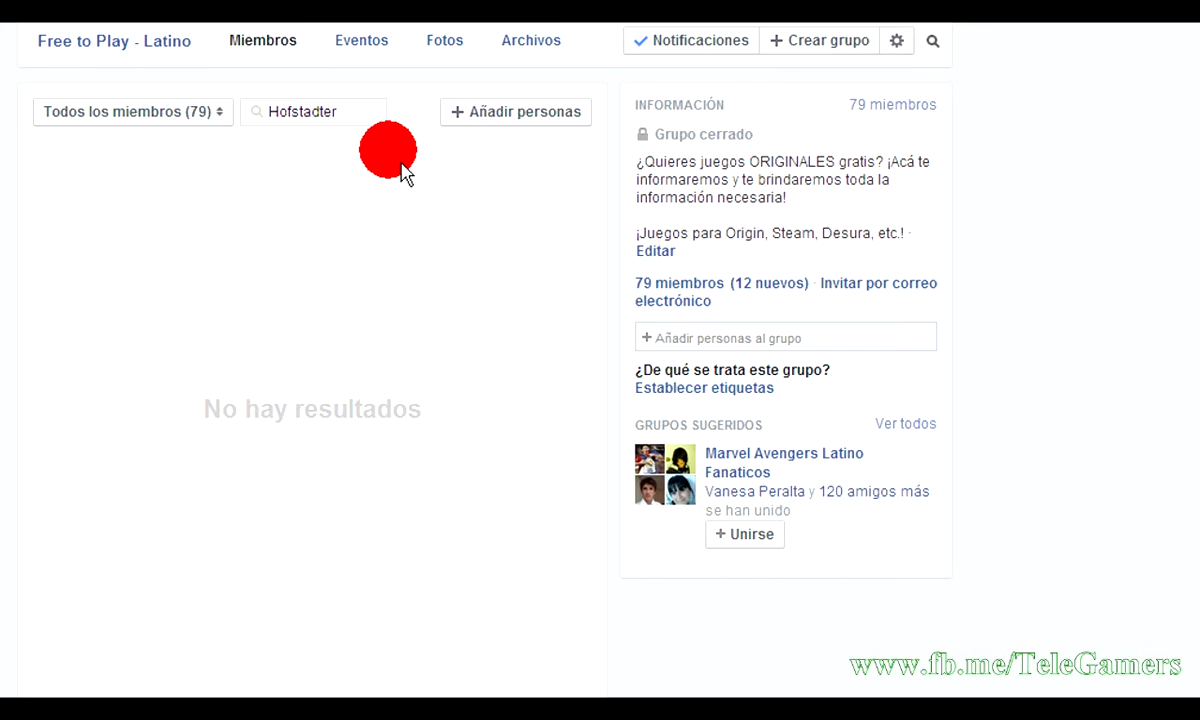 Free to Play - Latino
Miembros
Eventos
Fotos
Archivos
Notificaciones
Crear grupo
Todos los miembros (79)
Hofstadter
Añadir personas
No hay resultados
INFORMACIÓN
79 miembros
Grupo cerrado
¿Quieres juegos ORIGINALES gratis? ¡Acá te
informaremos y te brindaremos toda la
información necesaria!
¡Juegos para Origin, Steam, Desura, etc.! ·
Editar
79 miembros (12 nuevos) · Invitar por correo
electrónico
Añadir personas al grupo
¿De qué se trata este grupo?
Establecer etiquetas
GRUPOS SUGERIDOS
Ver todos
Marvel Avengers Latino
Fanaticos
Vanesa Peralta y 120 amigos más
se han unido
Unirse
www.fb.me/TeleGamers